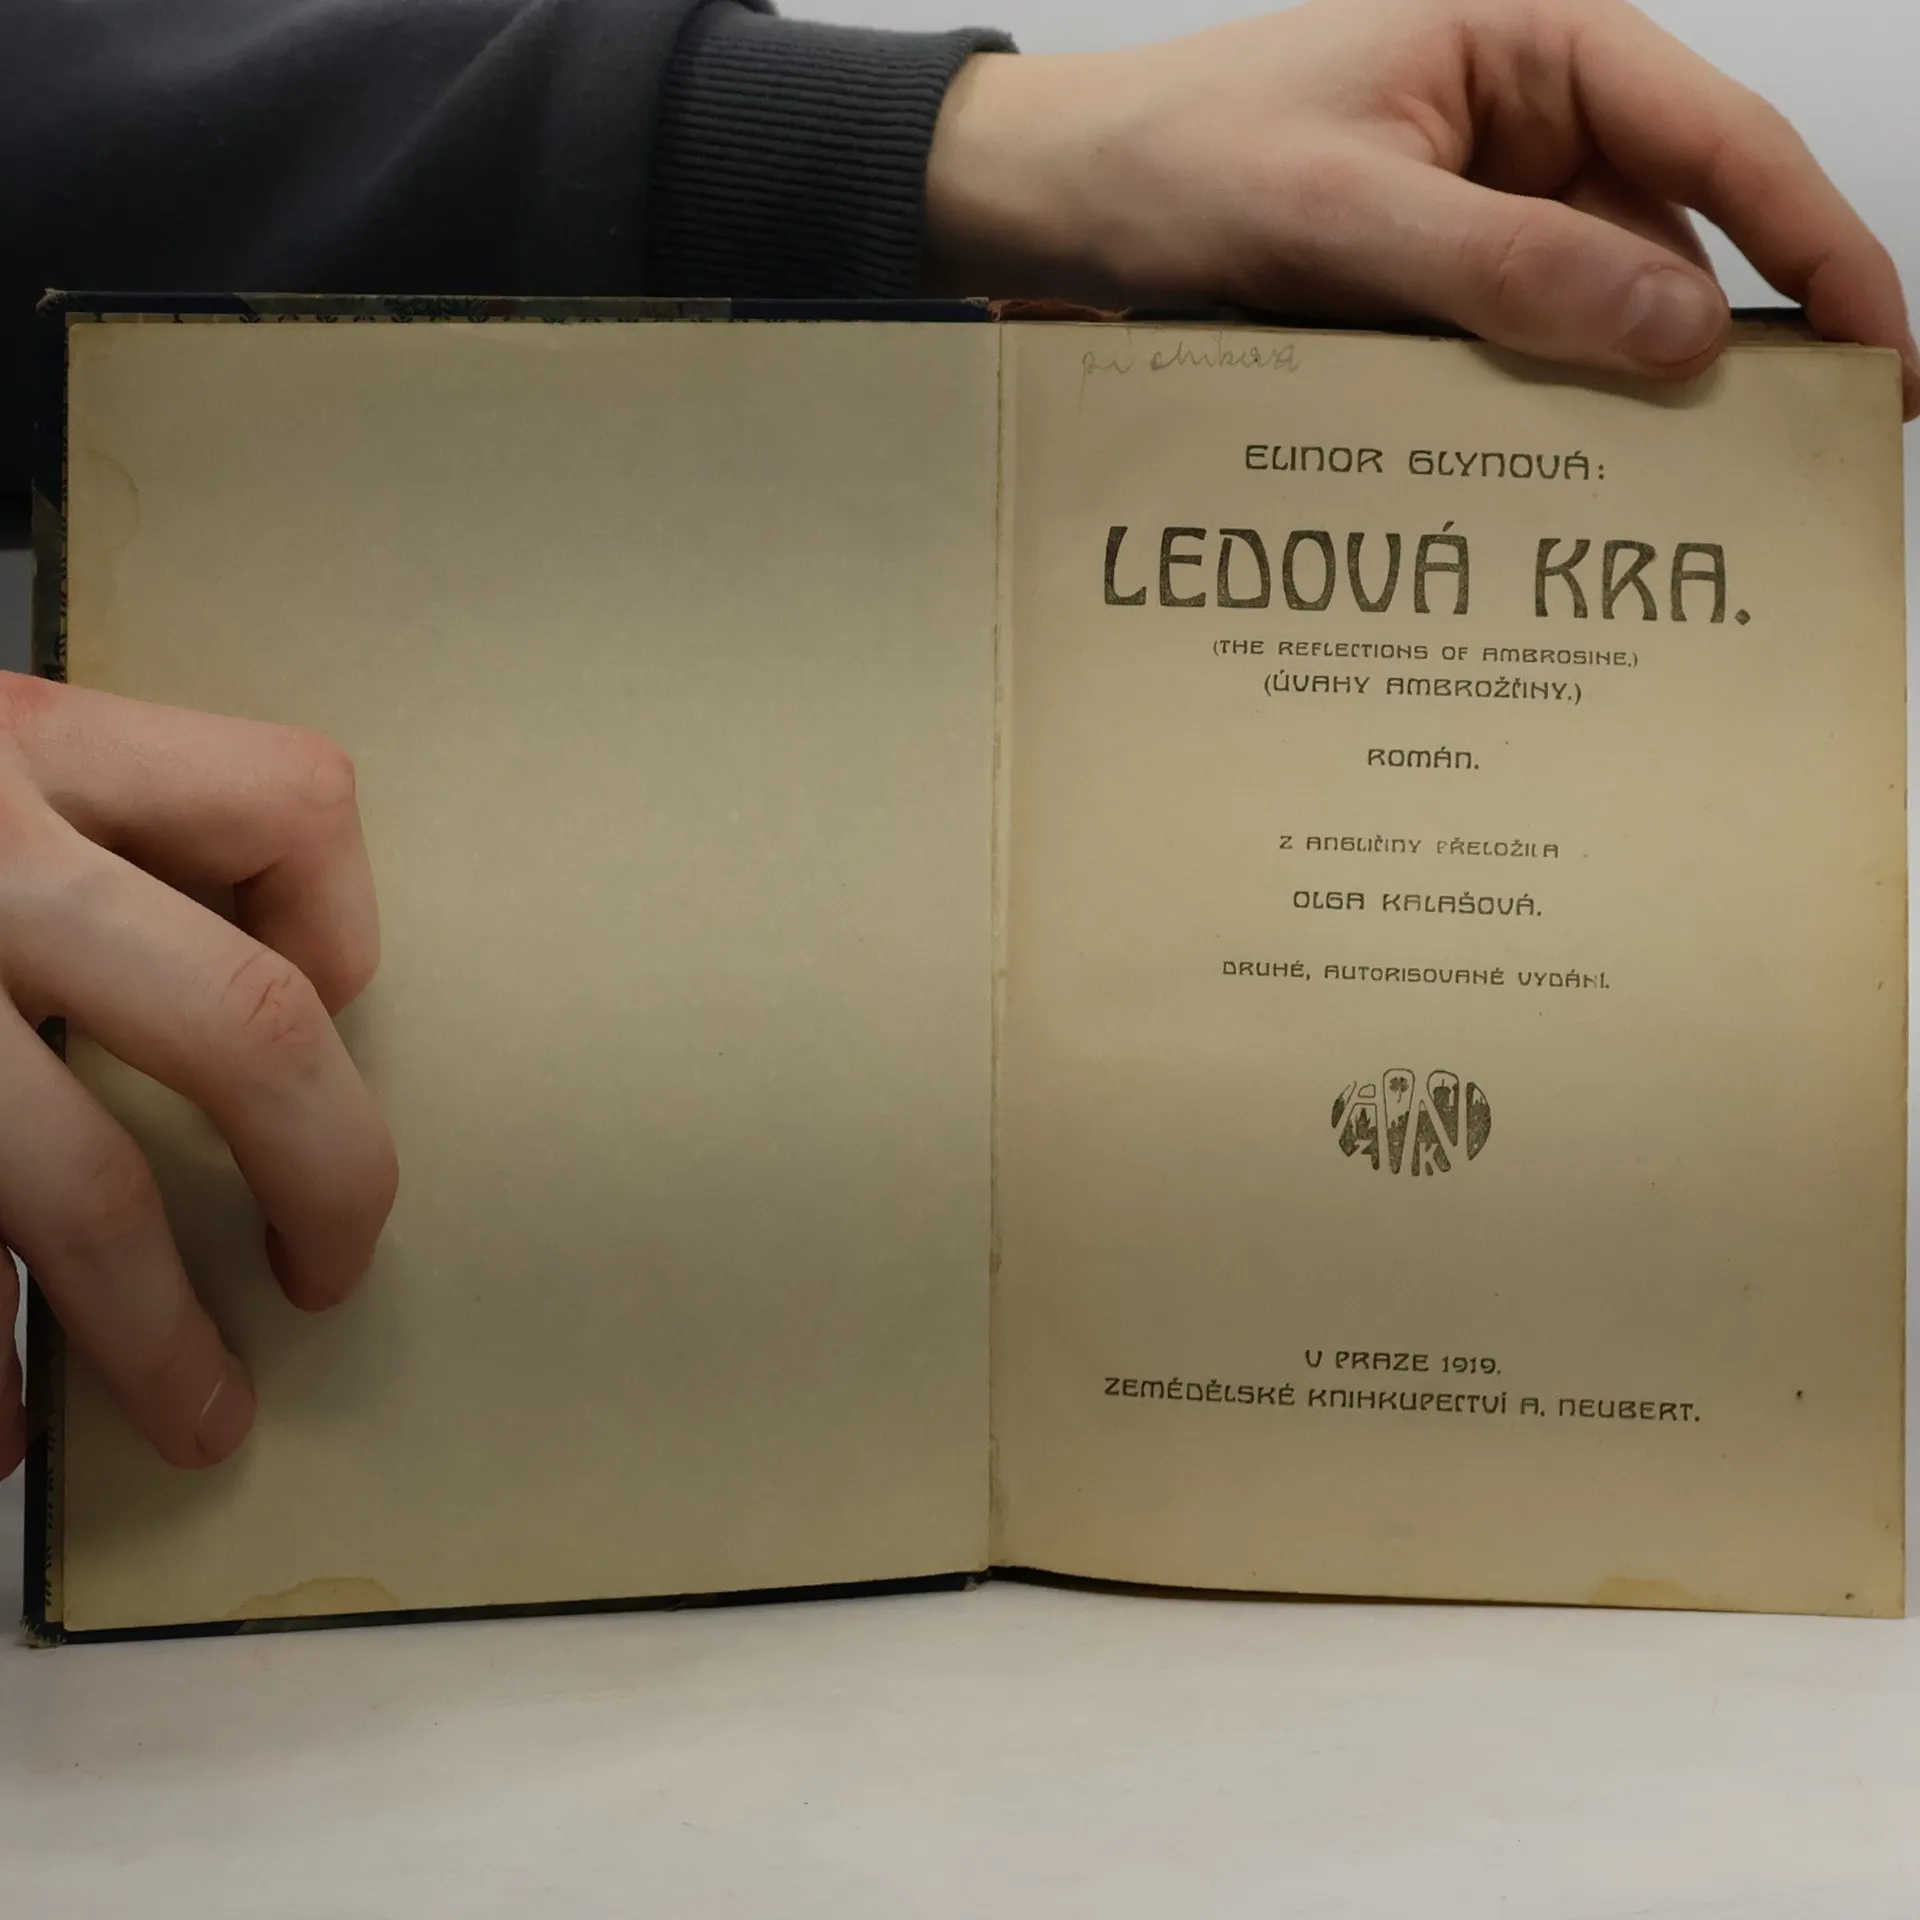 ELINOR GLYNOVÁ:
LEDOVÁ KRA.
(THE REFLECTIONS OF AMBROSINE.)
(ÚVAHY AMBROŽČINY.)
ROMÁN.
Z ANGLIČINY PŘELOŽILA
OLGA KALAŠOVÁ.
DRUHÉ, AUTORISOVANÉ VYDÁNÍ.
V PRAZE 1919.
ZEMĚDĚLSKÉ KNIHKUPECTVÍ A. NEUBERT.